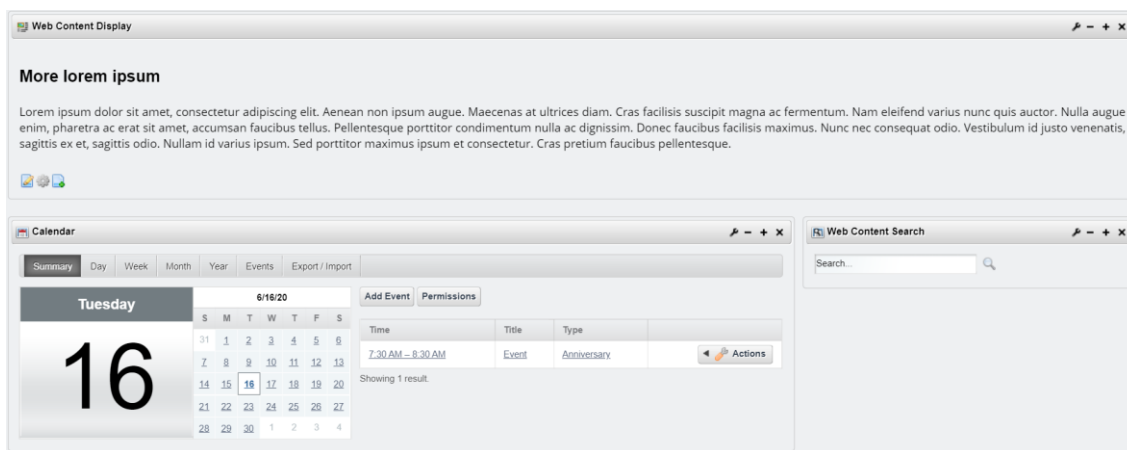 Web Content Display
More lorem ipsum
Lorem ipsum dolor sit amet, consectetur adipiscing elit. Aenean non ipsum augue. Maecenas at ultrices diam. Cras facilisis suscipit magna ac fermentum. Nam eleifend varius nunc quis auctor. Nulla augue
enim, pharetra ac erat sit amet, accumsan faucibus tellus. Pellentesque porttitor condimentum nulla ac dignissim. Donec faucibus facilisis maximus. Nunc nec consequat odio. Vestibulum id justo venenatis,
sagittis ex et, sagittis odio. Nullam id varius ipsum. Sed porttitor maximus ipsum et consectetur. Cras pretium faucibus pellentesque.
Calendar
Summary Day Week Month Year Events Export / Import
Tuesday
16
6/16/20
S M T W T F S
31 1 2 3 4 5 6
7 8 9 10 11 12 13
14 15 16 17 18 19 20
21 22 23 24 25 26 27
28 29 30 1 2 3 4
Add Event Permissions
Time Title Type
7:30 AM – 8:30 AM Event Anniversary Actions
Showing 1 result.
Web Content Search
Search...